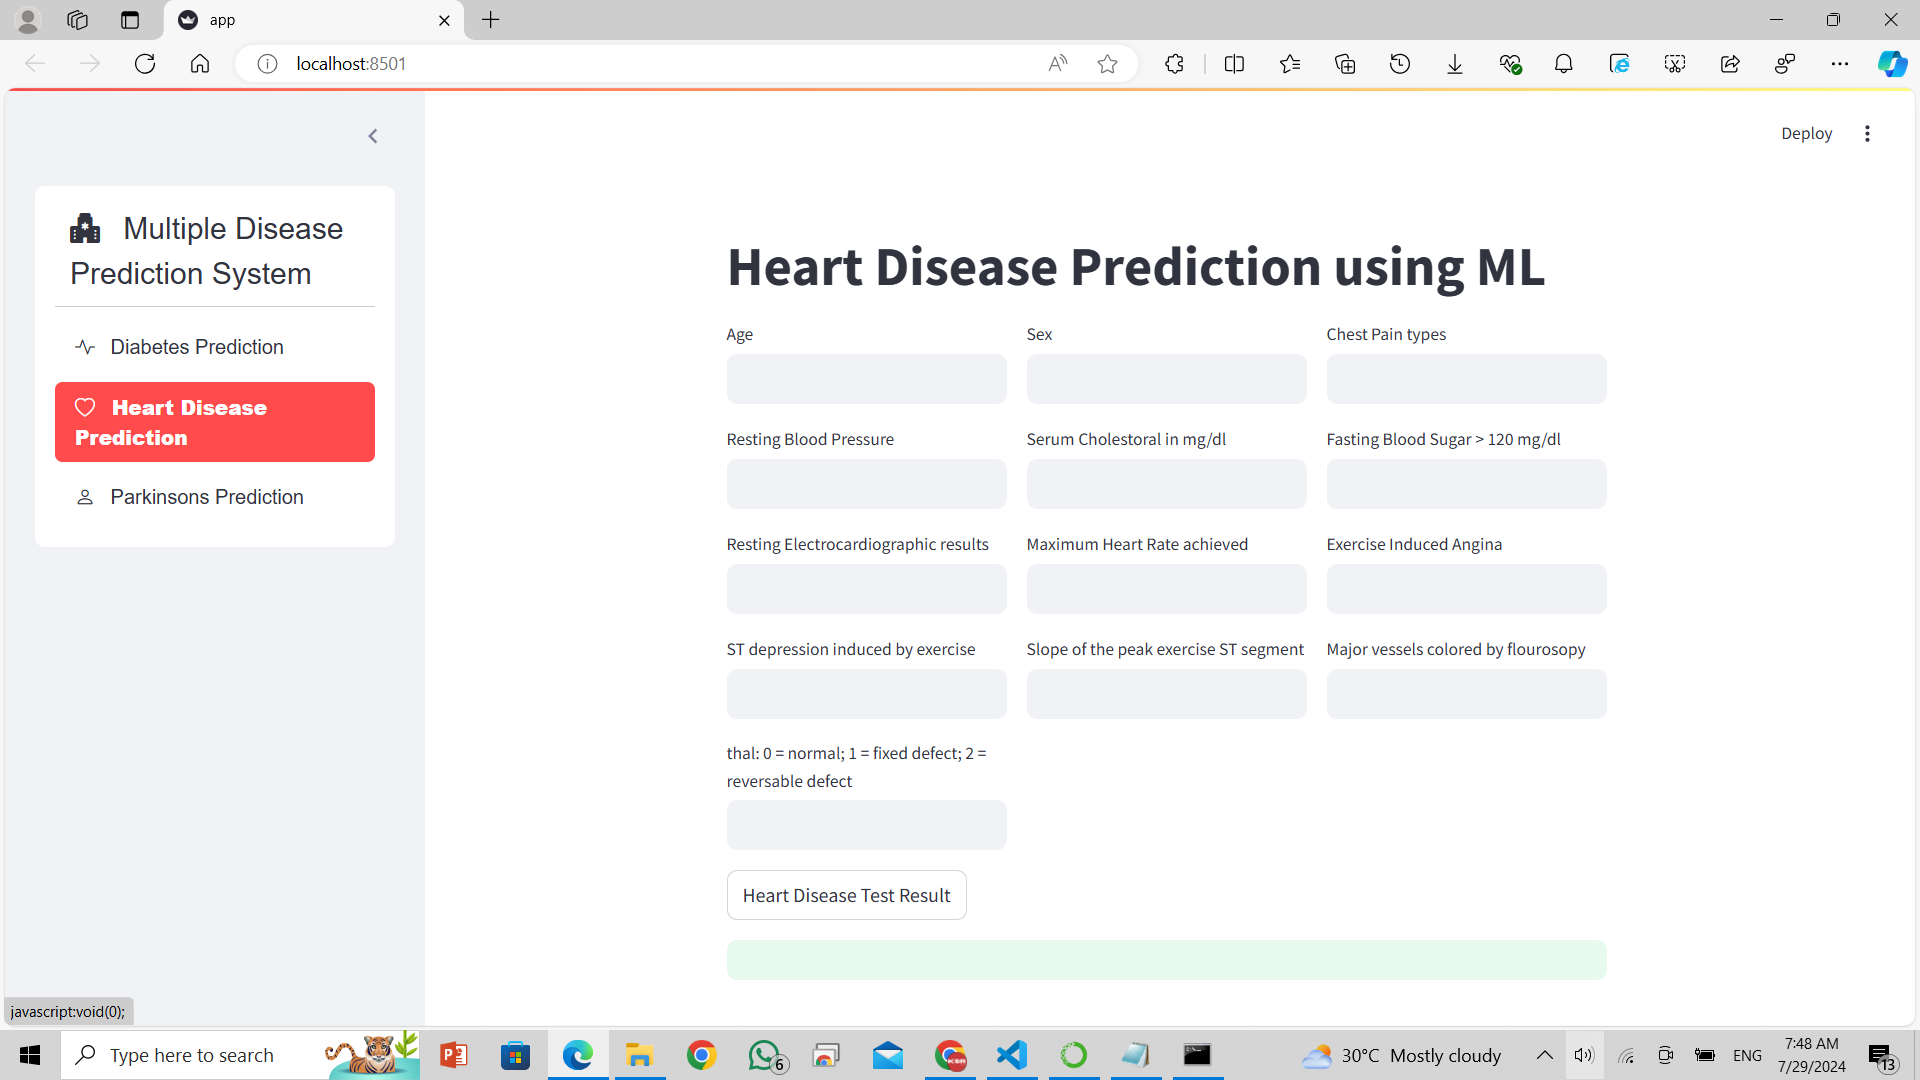 app
localhost:8501
Deploy
Multiple Disease
Prediction System
Diabetes Prediction
Heart Disease
Prediction
Parkinsons Prediction
Heart Disease Prediction using ML
Age
Sex
Chest Pain types
Resting Blood Pressure
Serum Cholestoral in mg/dl
Fasting Blood Sugar > 120 mg/dl
Resting Electrocardiographic results
Maximum Heart Rate achieved
Exercise Induced Angina
ST depression induced by exercise
Slope of the peak exercise ST segment
Major vessels colored by flourosopy
thal: 0 = normal; 1 = fixed defect; 2 =
reversable defect
Heart Disease Test Result
javascript:void(0);
Type here to search
6
30°C Mostly cloudy
ENG
7:48 AM
7/29/2024
13